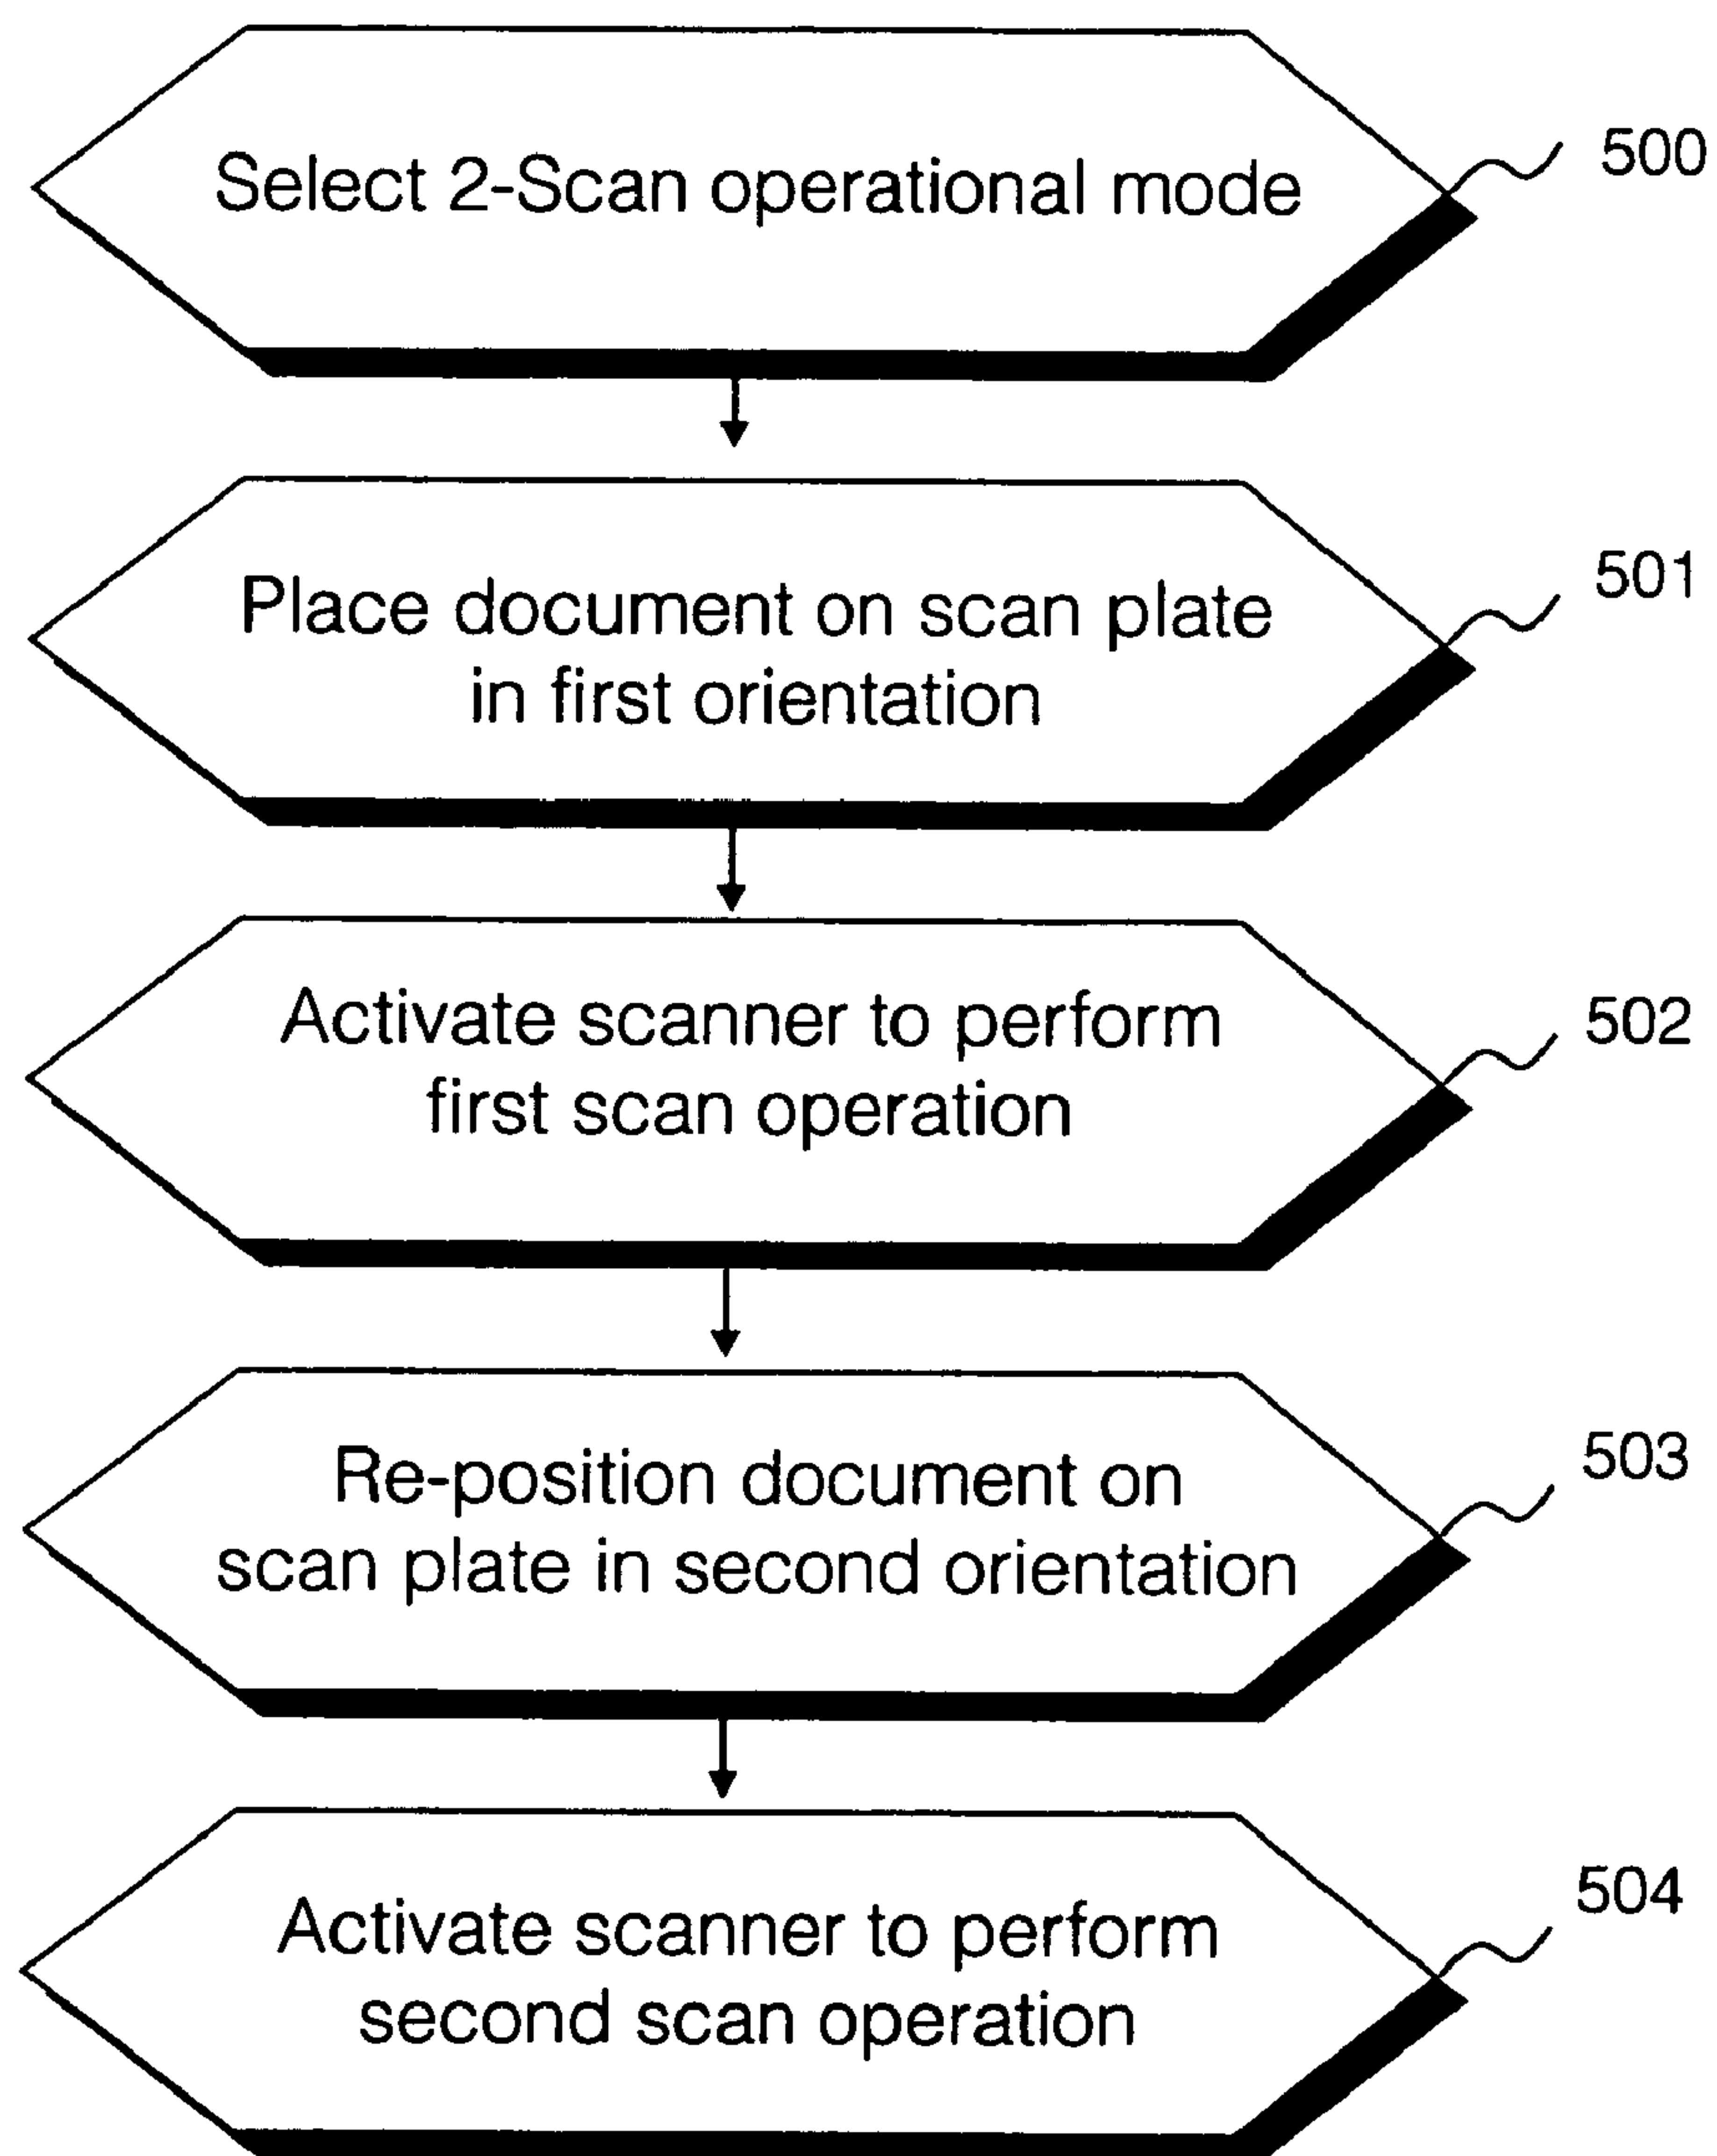 Select 2-Scan operational mode
500
Place document on scan plate
in first orientation
501
Activate scanner to perform
first scan operation
502
Re-position document on
scan plate in second orientation
503
Activate scanner to perform
second scan operation
504